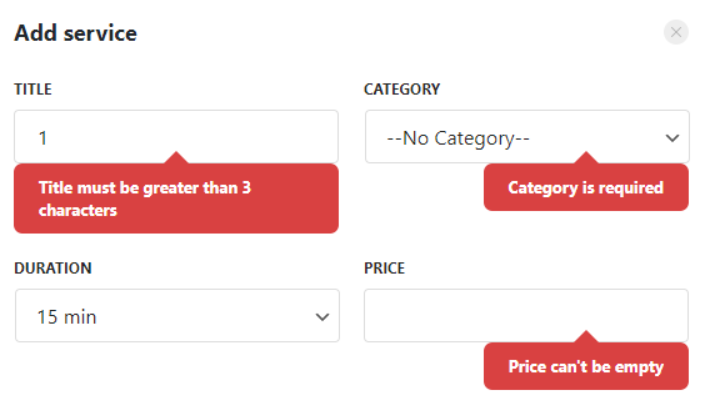 Add service
TITLE
CATEGORY
1
--No Category--
Title must be greater than 3
characters
Category is required
DURATION
PRICE
15 min
Price can't be empty